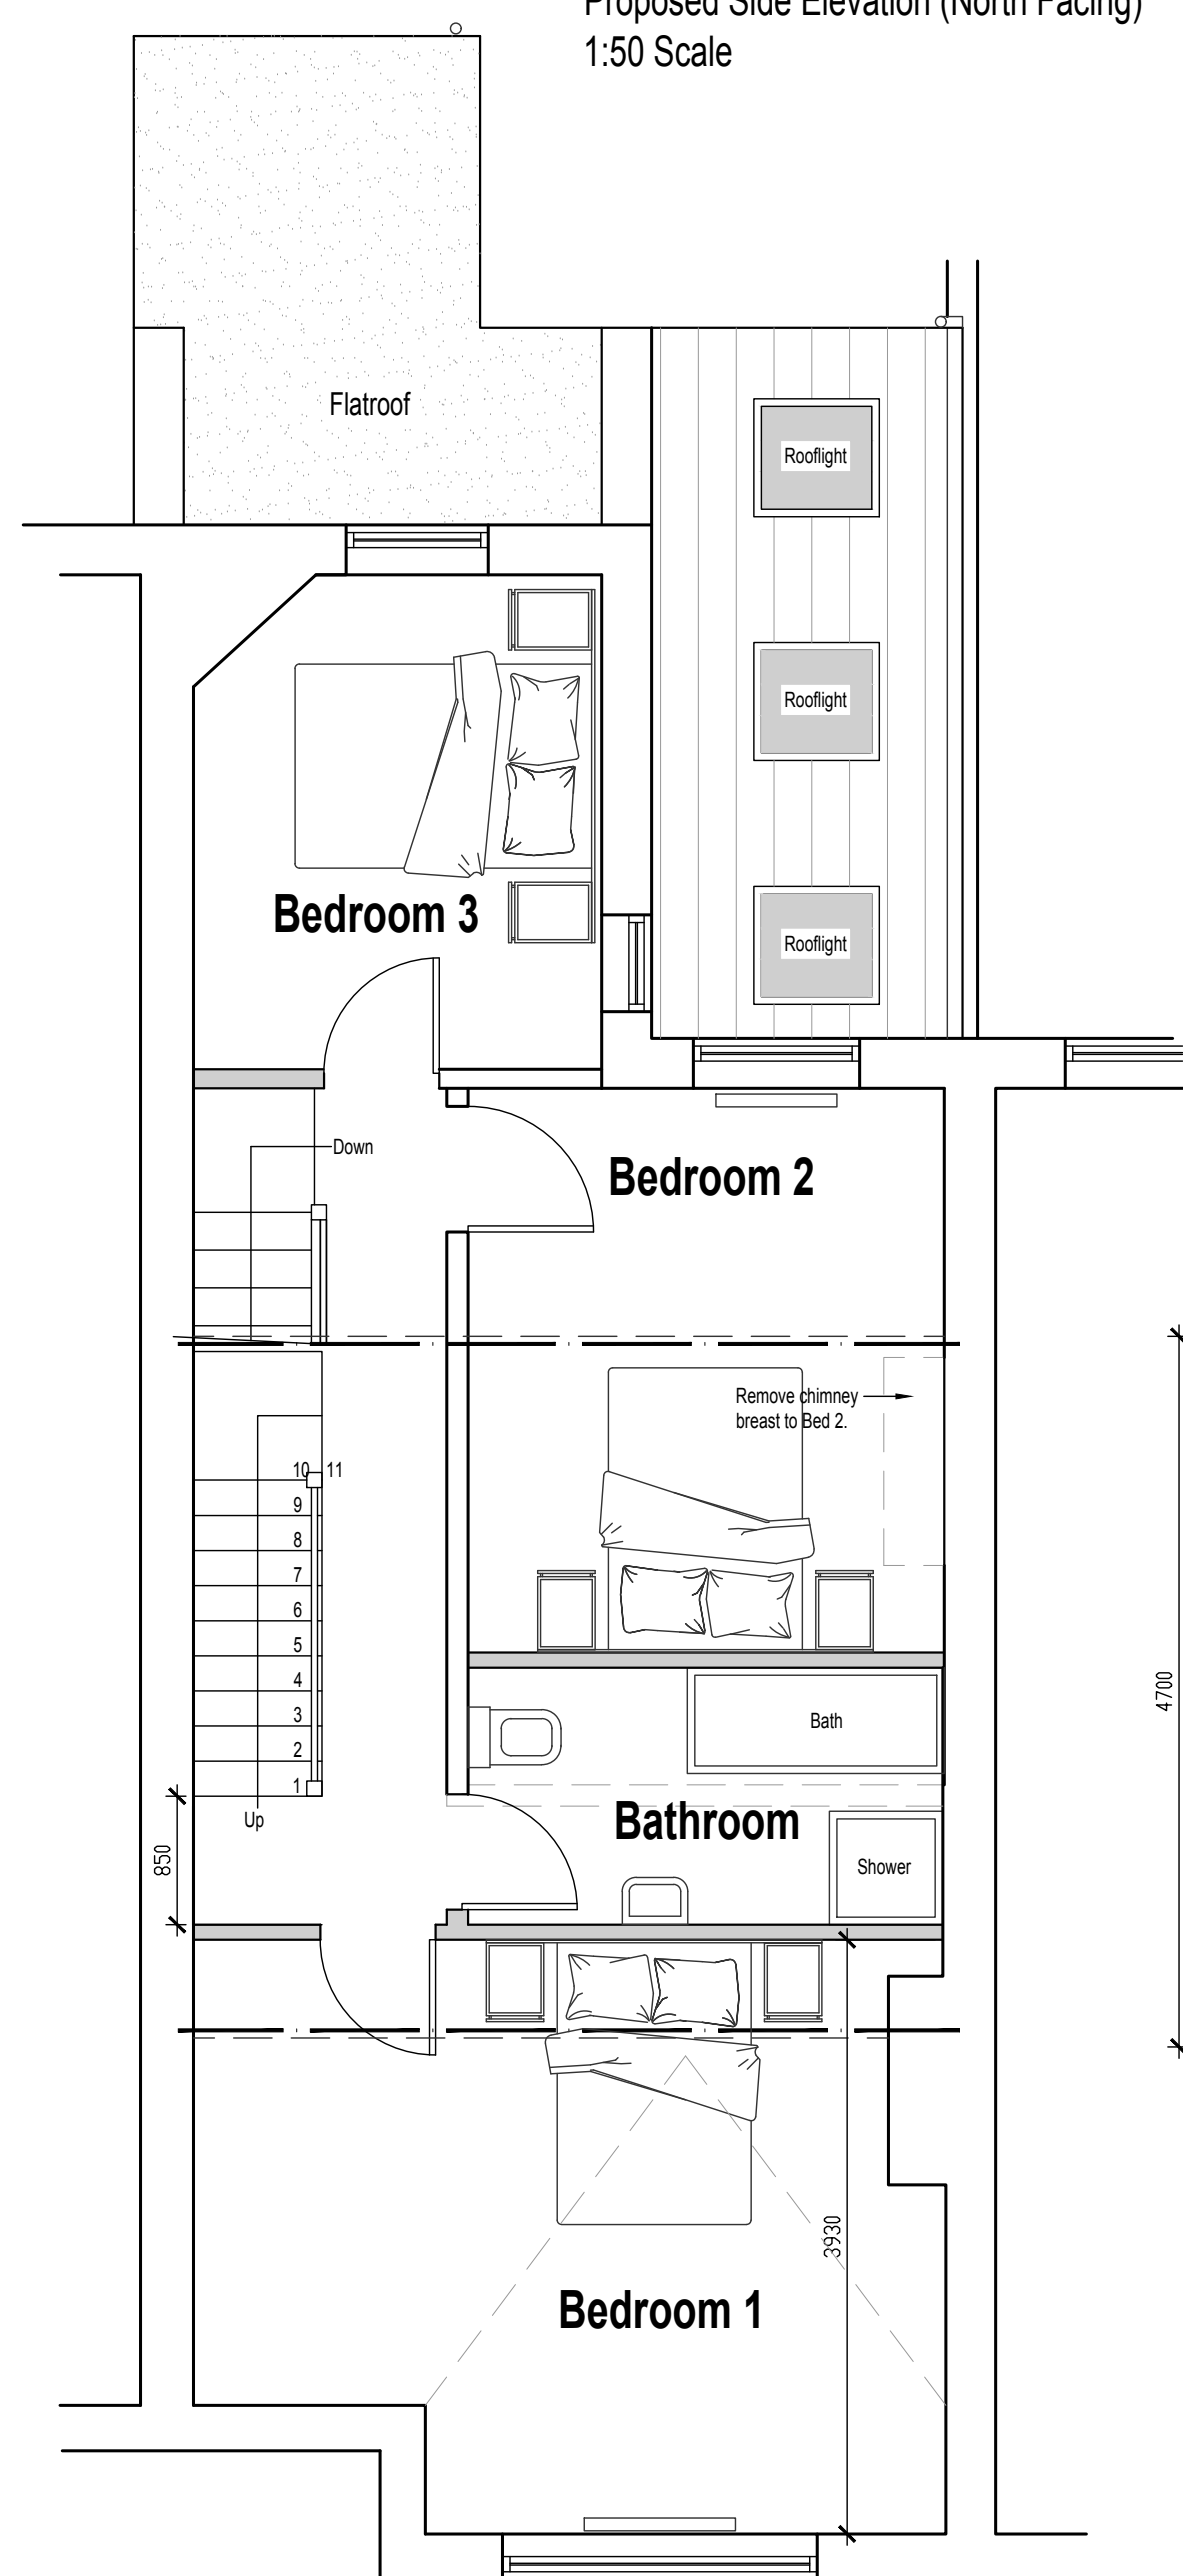 Proposed Side Elevation (North Facing)
1:50 Scale
Flatroof
Rooflight
Rooflight
Rooflight
Bedroom 3
Down
Bedroom 2
Remove chimney
breast to Bed 2.
10 11
9
8
7
6
5
4
3
2
1
Up
4700
Bath
Bathroom
850
Shower
3930
Bedroom 1